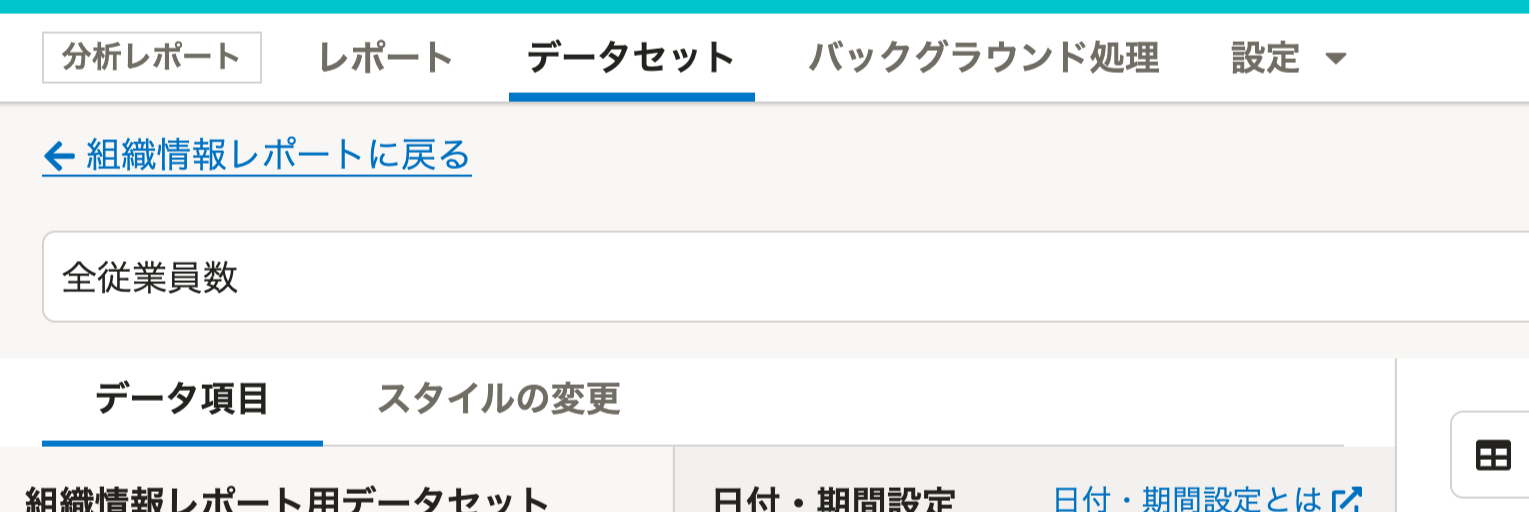 分析レポート レポート データセット バックグラウンド処理 設定
組織情報レポートに戻る
全従業員数
データ項目 スタイルの変更
組織情報レポート用データセット 日付・期間設定 日付・期間設定とは